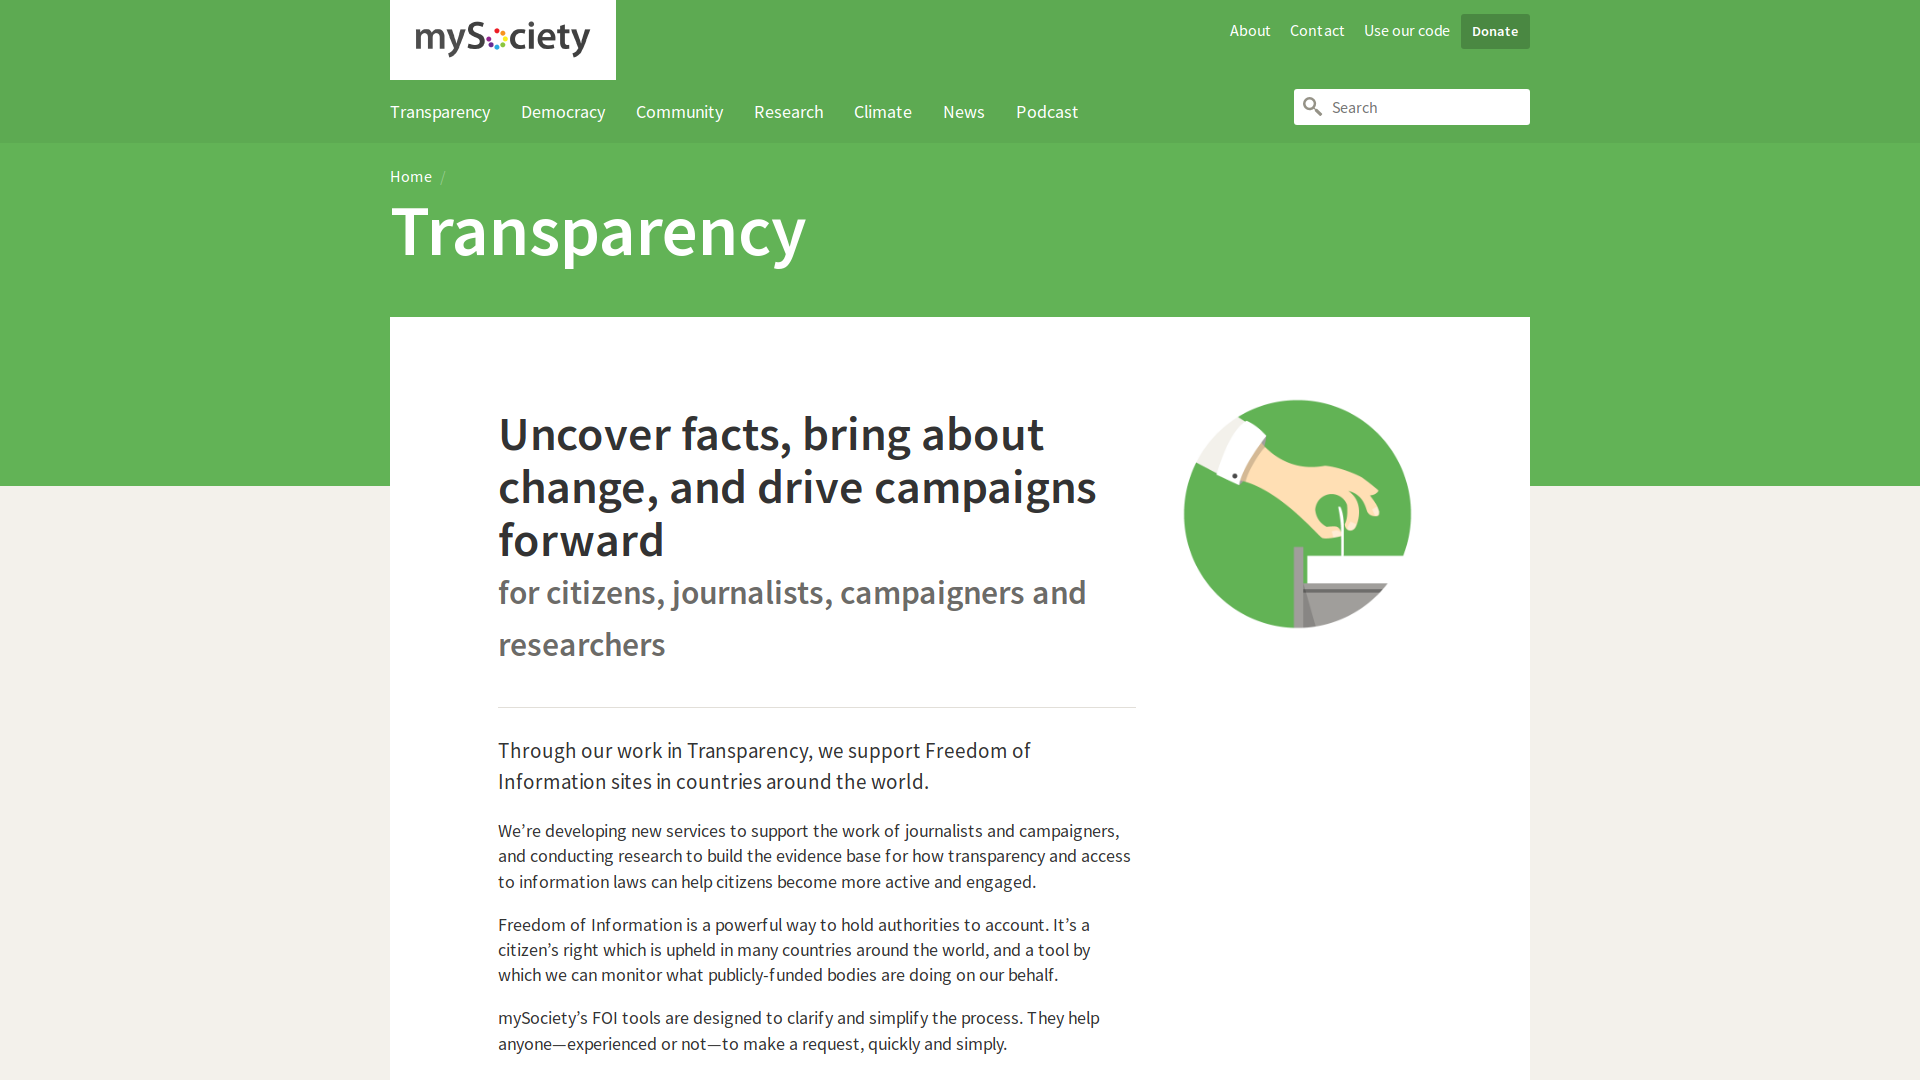 mySociety
About Contact Use our code Donate
Transparency Democracy Community Research Climate News Podcast
Search
Home /
Transparency
Uncover facts, bring about
change, and drive campaigns
forward
for citizens, journalists, campaigners and
researchers
Through our work in Transparency, we support Freedom of
Information sites in countries around the world.
We’re developing new services to support the work of journalists and campaigners,
and conducting research to build the evidence base for how transparency and access
to information laws can help citizens become more active and engaged.
Freedom of Information is a powerful way to hold authorities to account. It’s a
citizen’s right which is upheld in many countries around the world, and a tool by
which we can monitor what publicly-funded bodies are doing on our behalf.
mySociety’s FOI tools are designed to clarify and simplify the process. They help
anyone—experienced or not—to make a request, quickly and simply.